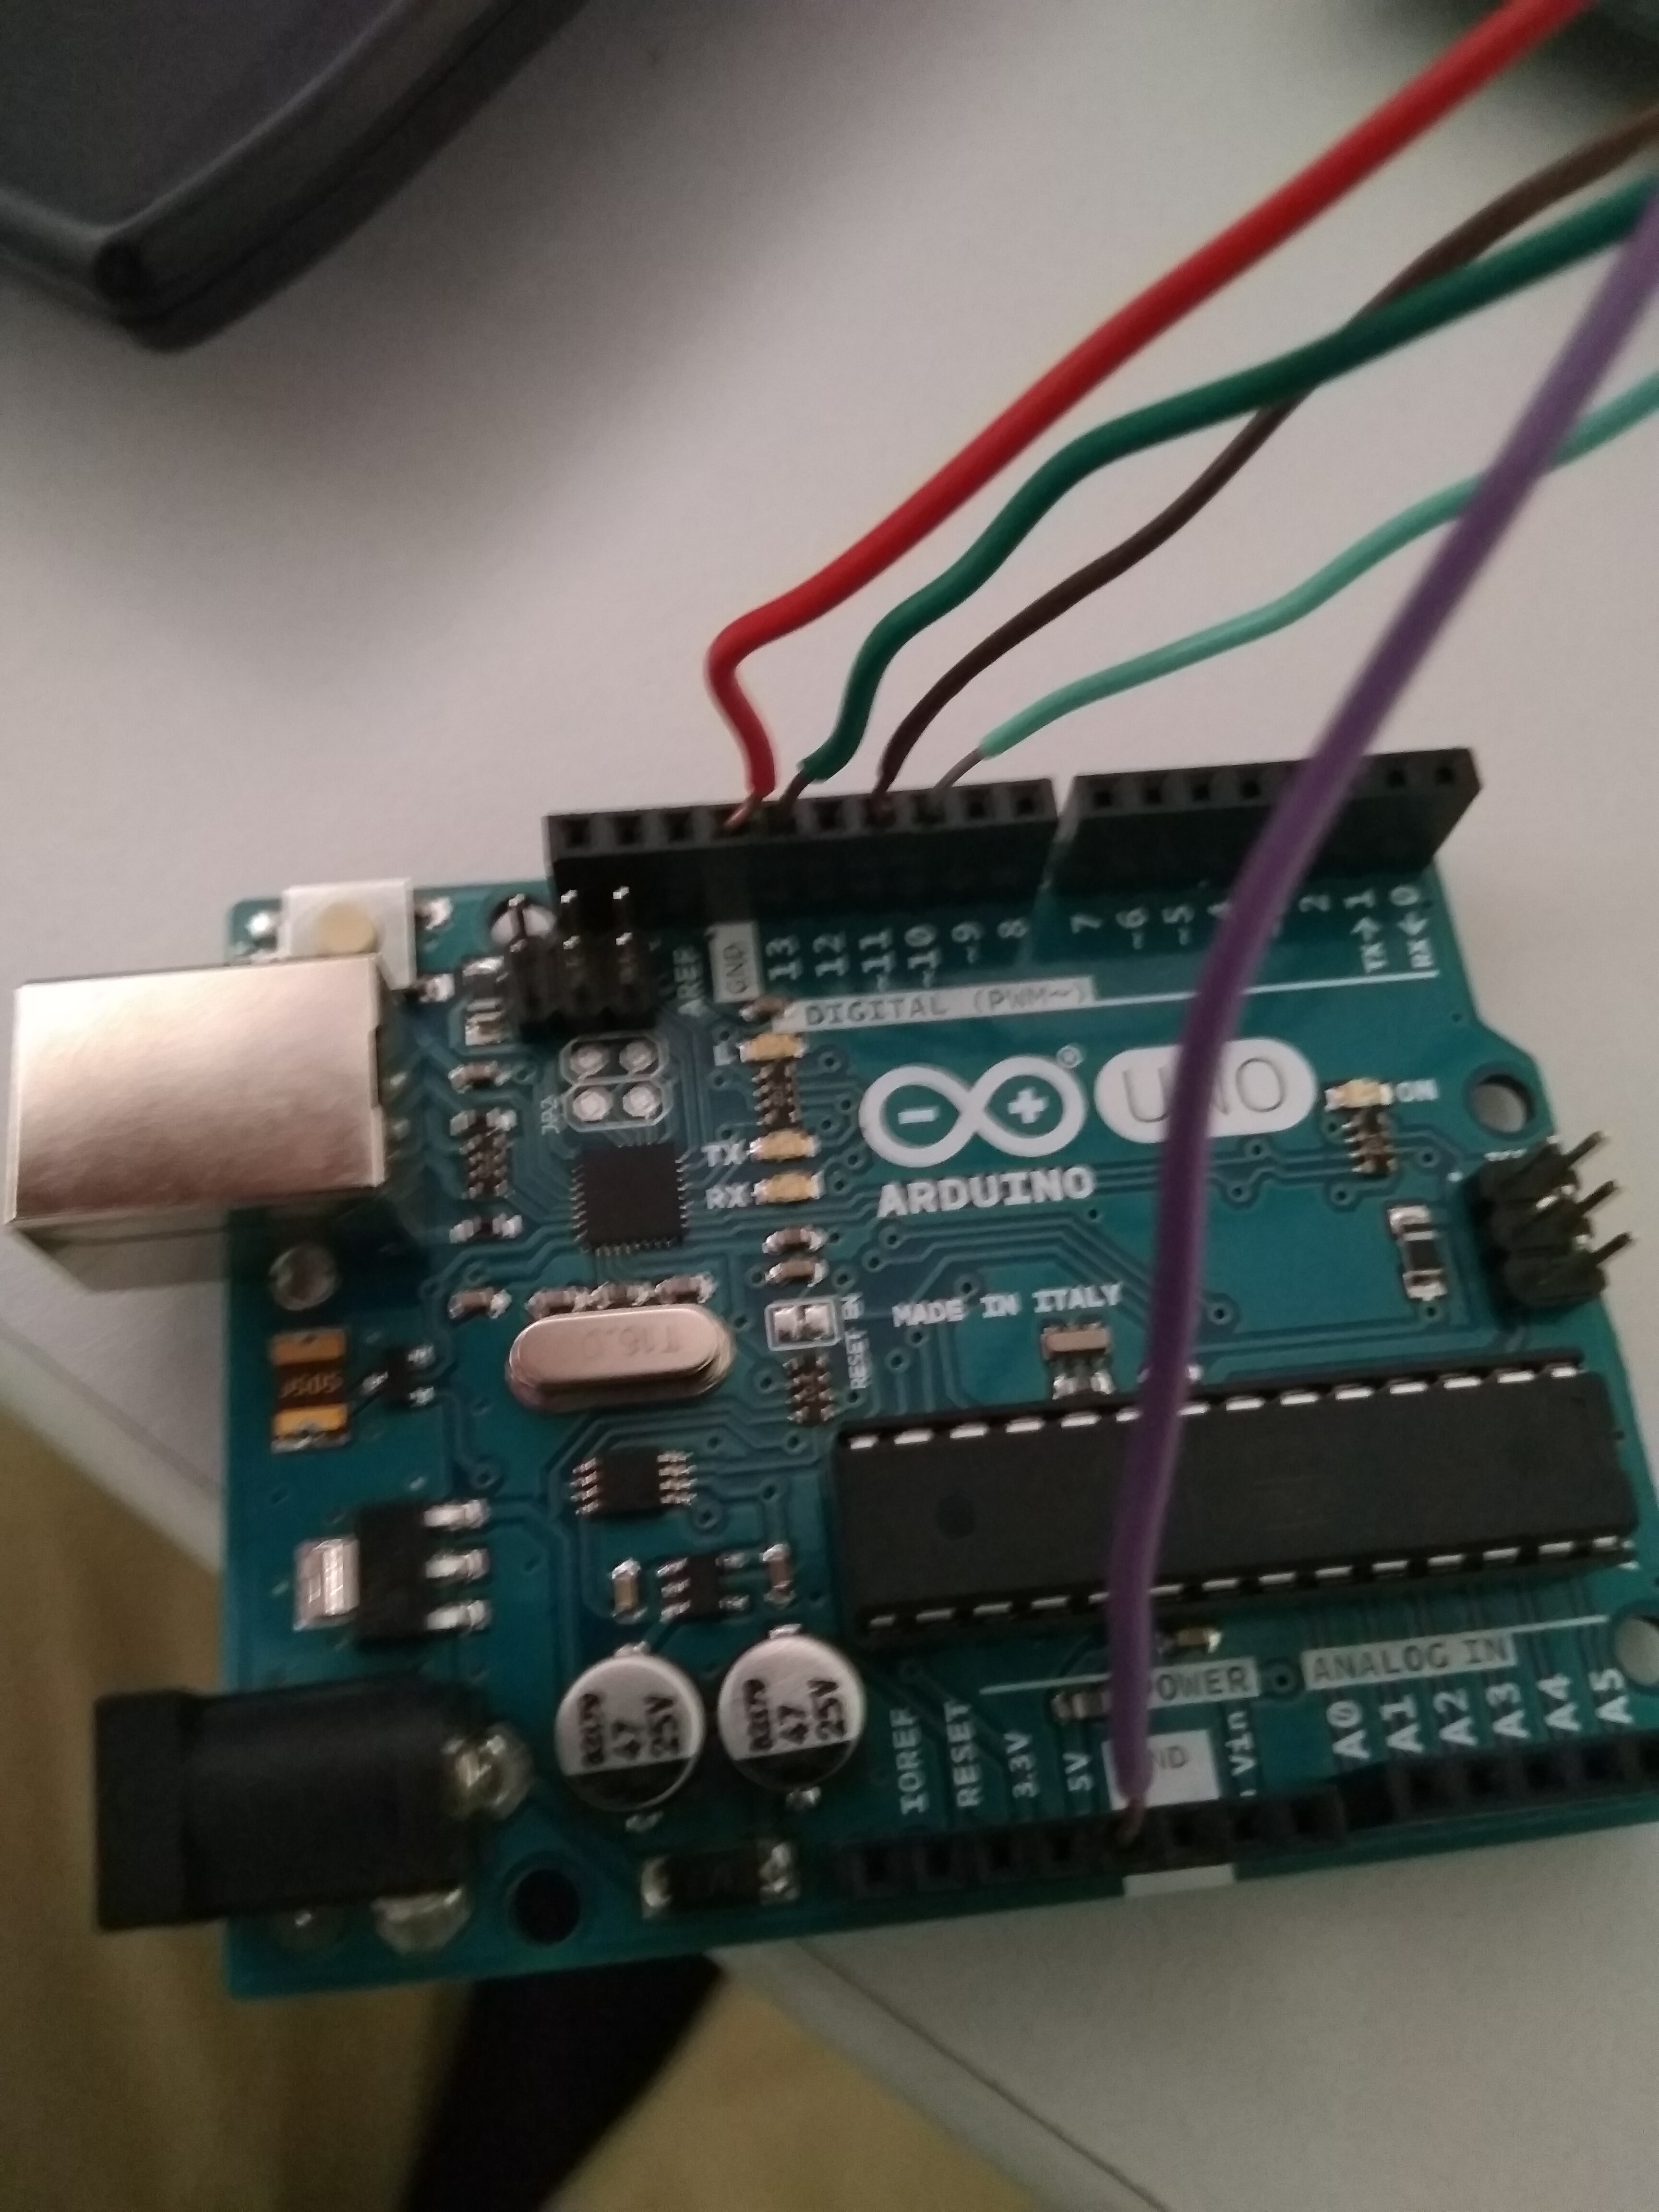 AREF
GND
13
12
~11
~10
~9
8
7
~6
~5
2
TX→1
RX←0
DIGITAL (PWM~)
UNO
ON
TX
RX
ARDUINO
MADE IN ITALY
RESET EN
T16.0
47
25V
47
25V
POWER
ANALOG IN
IOREF
RESET
3.3V
5V
ND
Vin
A0
A1
A2
A3
A4
A5